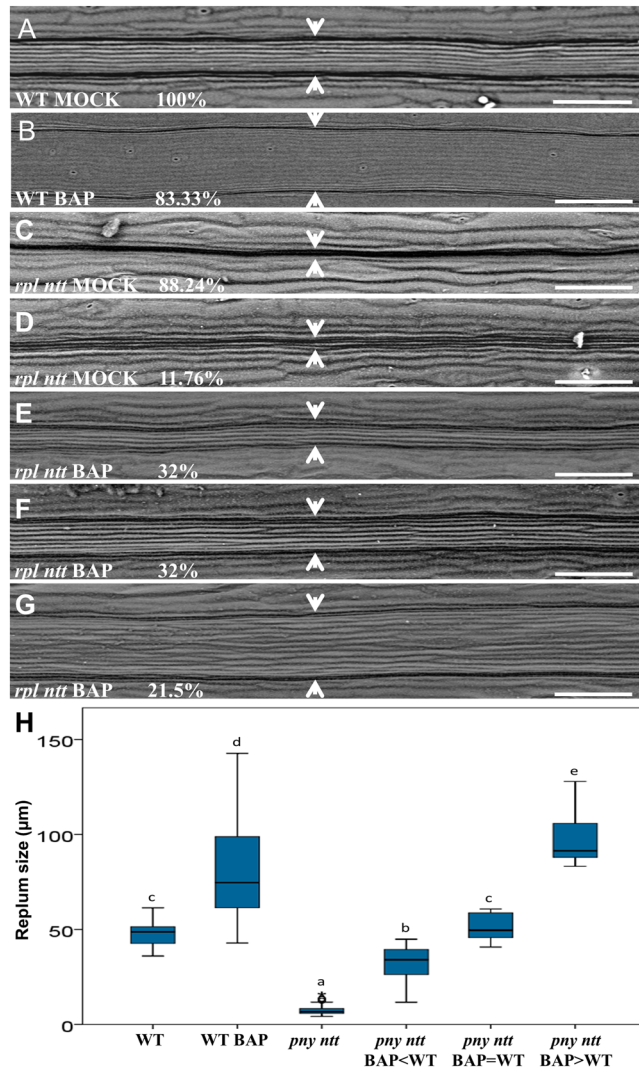 A
WT MOCK 100%
B
WT BAP 83.33%
C
rpl ntt MOCK 88.24%
D
rpl ntt MOCK 11.76%
E
rpl ntt BAP 32%
F
rpl ntt BAP 32%
G
rpl ntt BAP 21.5%
H
Replum size (µm)
150
100
50
0
c
d
a
b
c
e
WT
WT BAP
pny ntt
pny ntt
BAP<WT
pny ntt
BAP=WT
pny ntt
BAP>WT